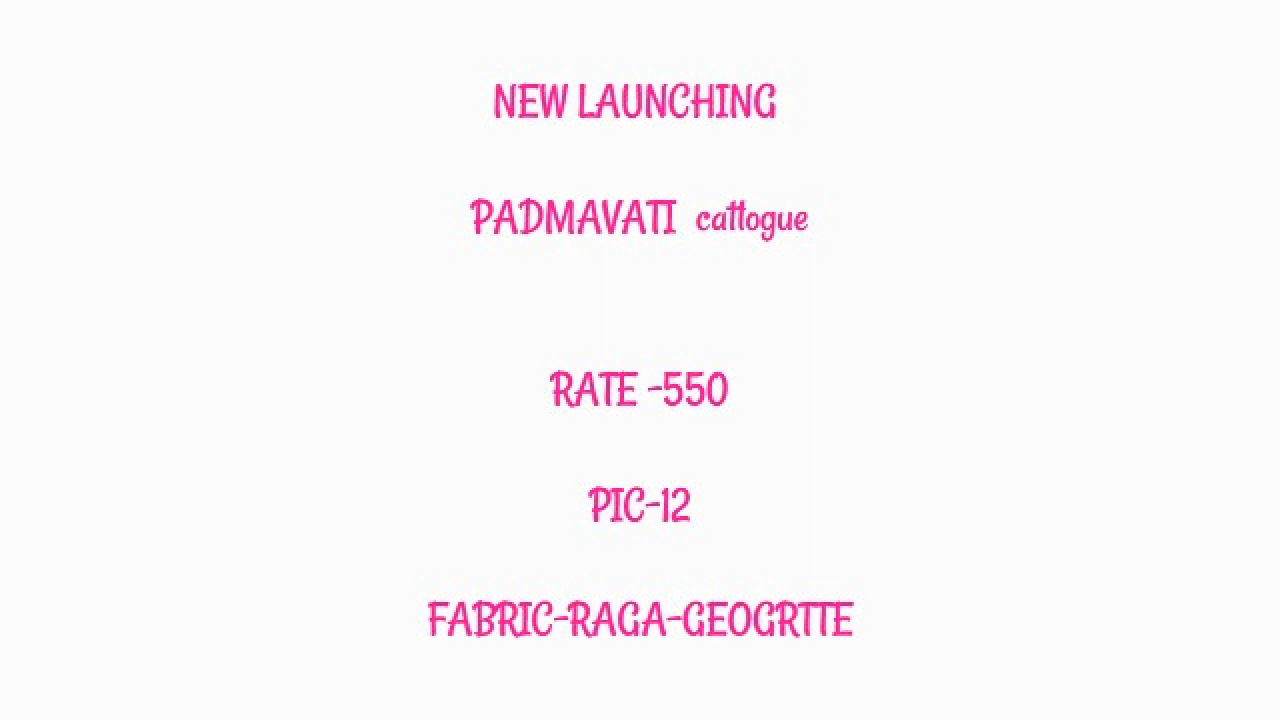 NEW LAUNCHING
PADMAVATI cattogue
RATE -550
PIC-12
FABRIC-RAGA-GEOGRTTE